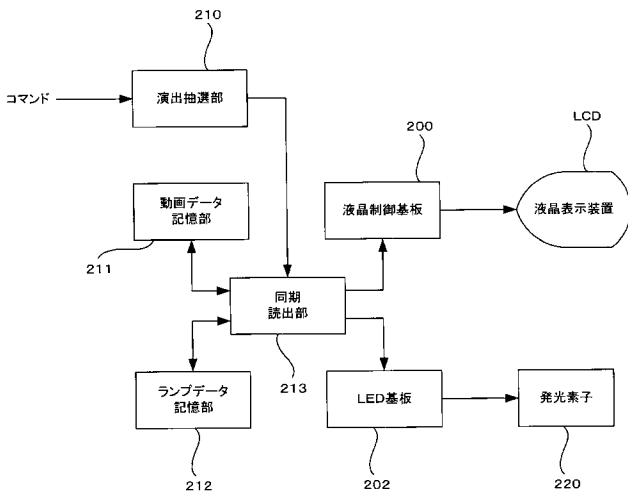 210
コマンド
演出抽選部
LCD
200
動画データ
記憶部
液晶制御基板
液晶表示装置
211
同期
読出部
213
ランプデータ
記憶部
LED基板
発光素子
212
202
220